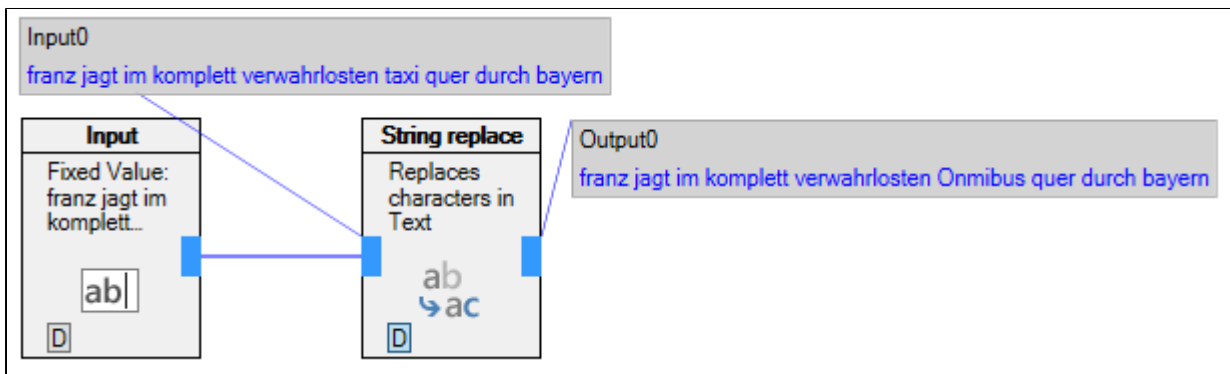 Input0
franz jagt im komplett verwahrlosten taxi quer durch bayern
Input
Fixed Value:
franz jagt im
komplett...
ab
D
String replace
Replaces
characters in
Text
ab
ac
D
Output0
franz jagt im komplett verwahrlosten Onmibus quer durch bayern